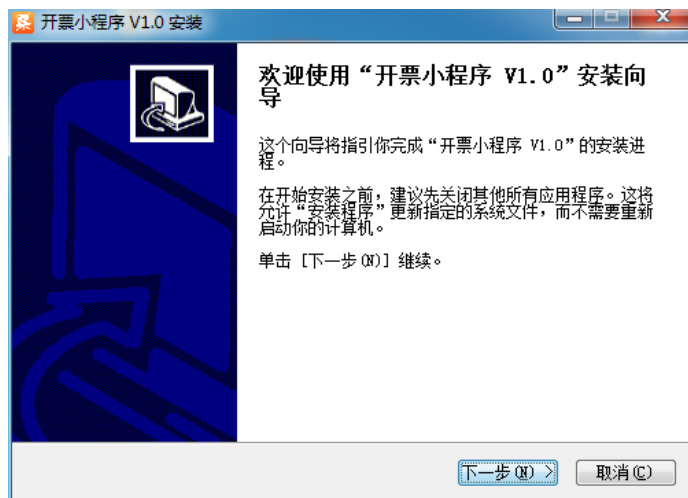 开票小程序 V1.0 安装
欢迎使用“开票小程序 V1.0”安装向
导
这个向导将指引你完成“开票小程序 V1.0”的安装进
程。
在开始安装之前，建议先关闭其他所有应用程序。这将
允许“安装程序”更新指定的系统文件，而不需要重新
启动你的计算机。
单击 [下一步(N)] 继续。
下一步(N) >
取消(C)